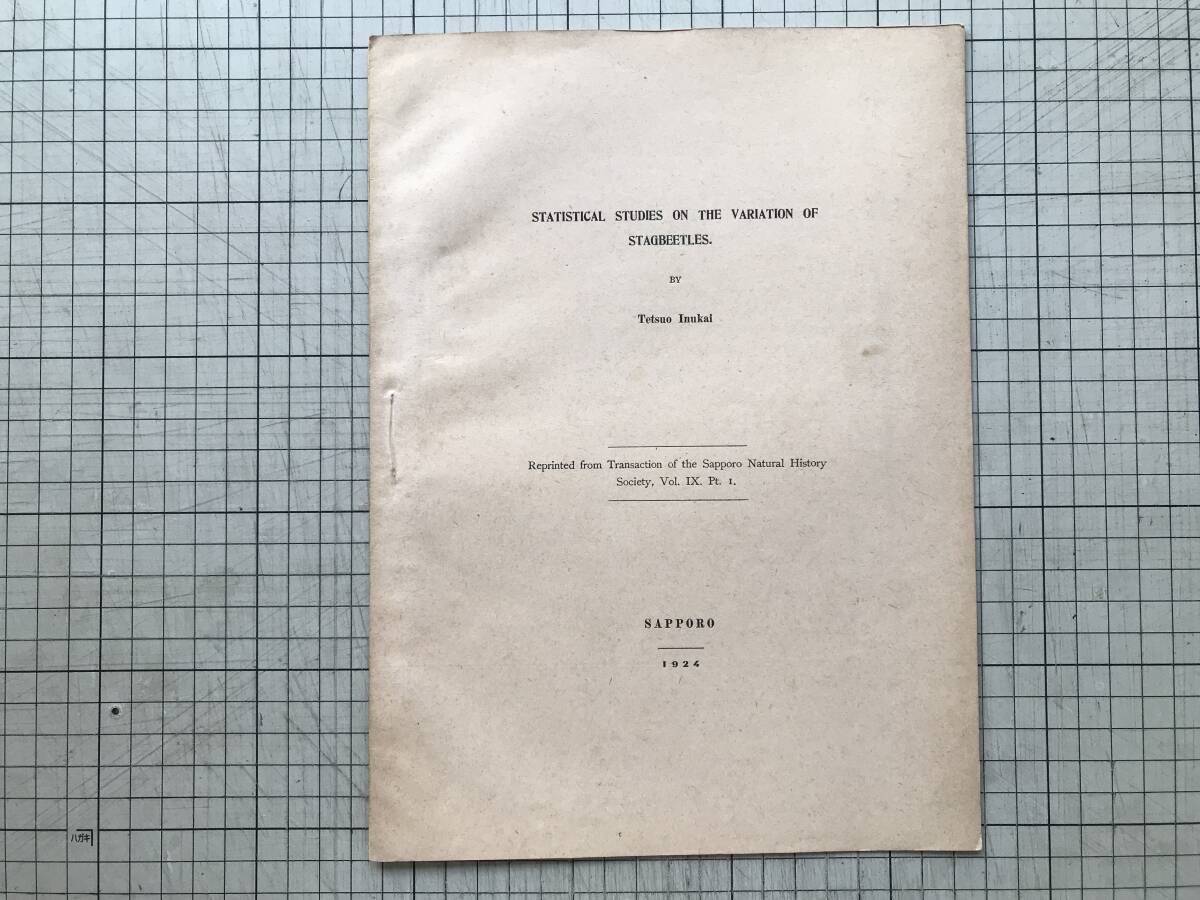 STATISTICAL STUDIES ON THE VARIATION OF
STAGBEETLES.
BY
Tetsuo Inukai
Reprinted from Transaction of the Sapporo Natural History
Society, Vol. IX. Pt. 1.
SAPPORO
1924
ハガキ